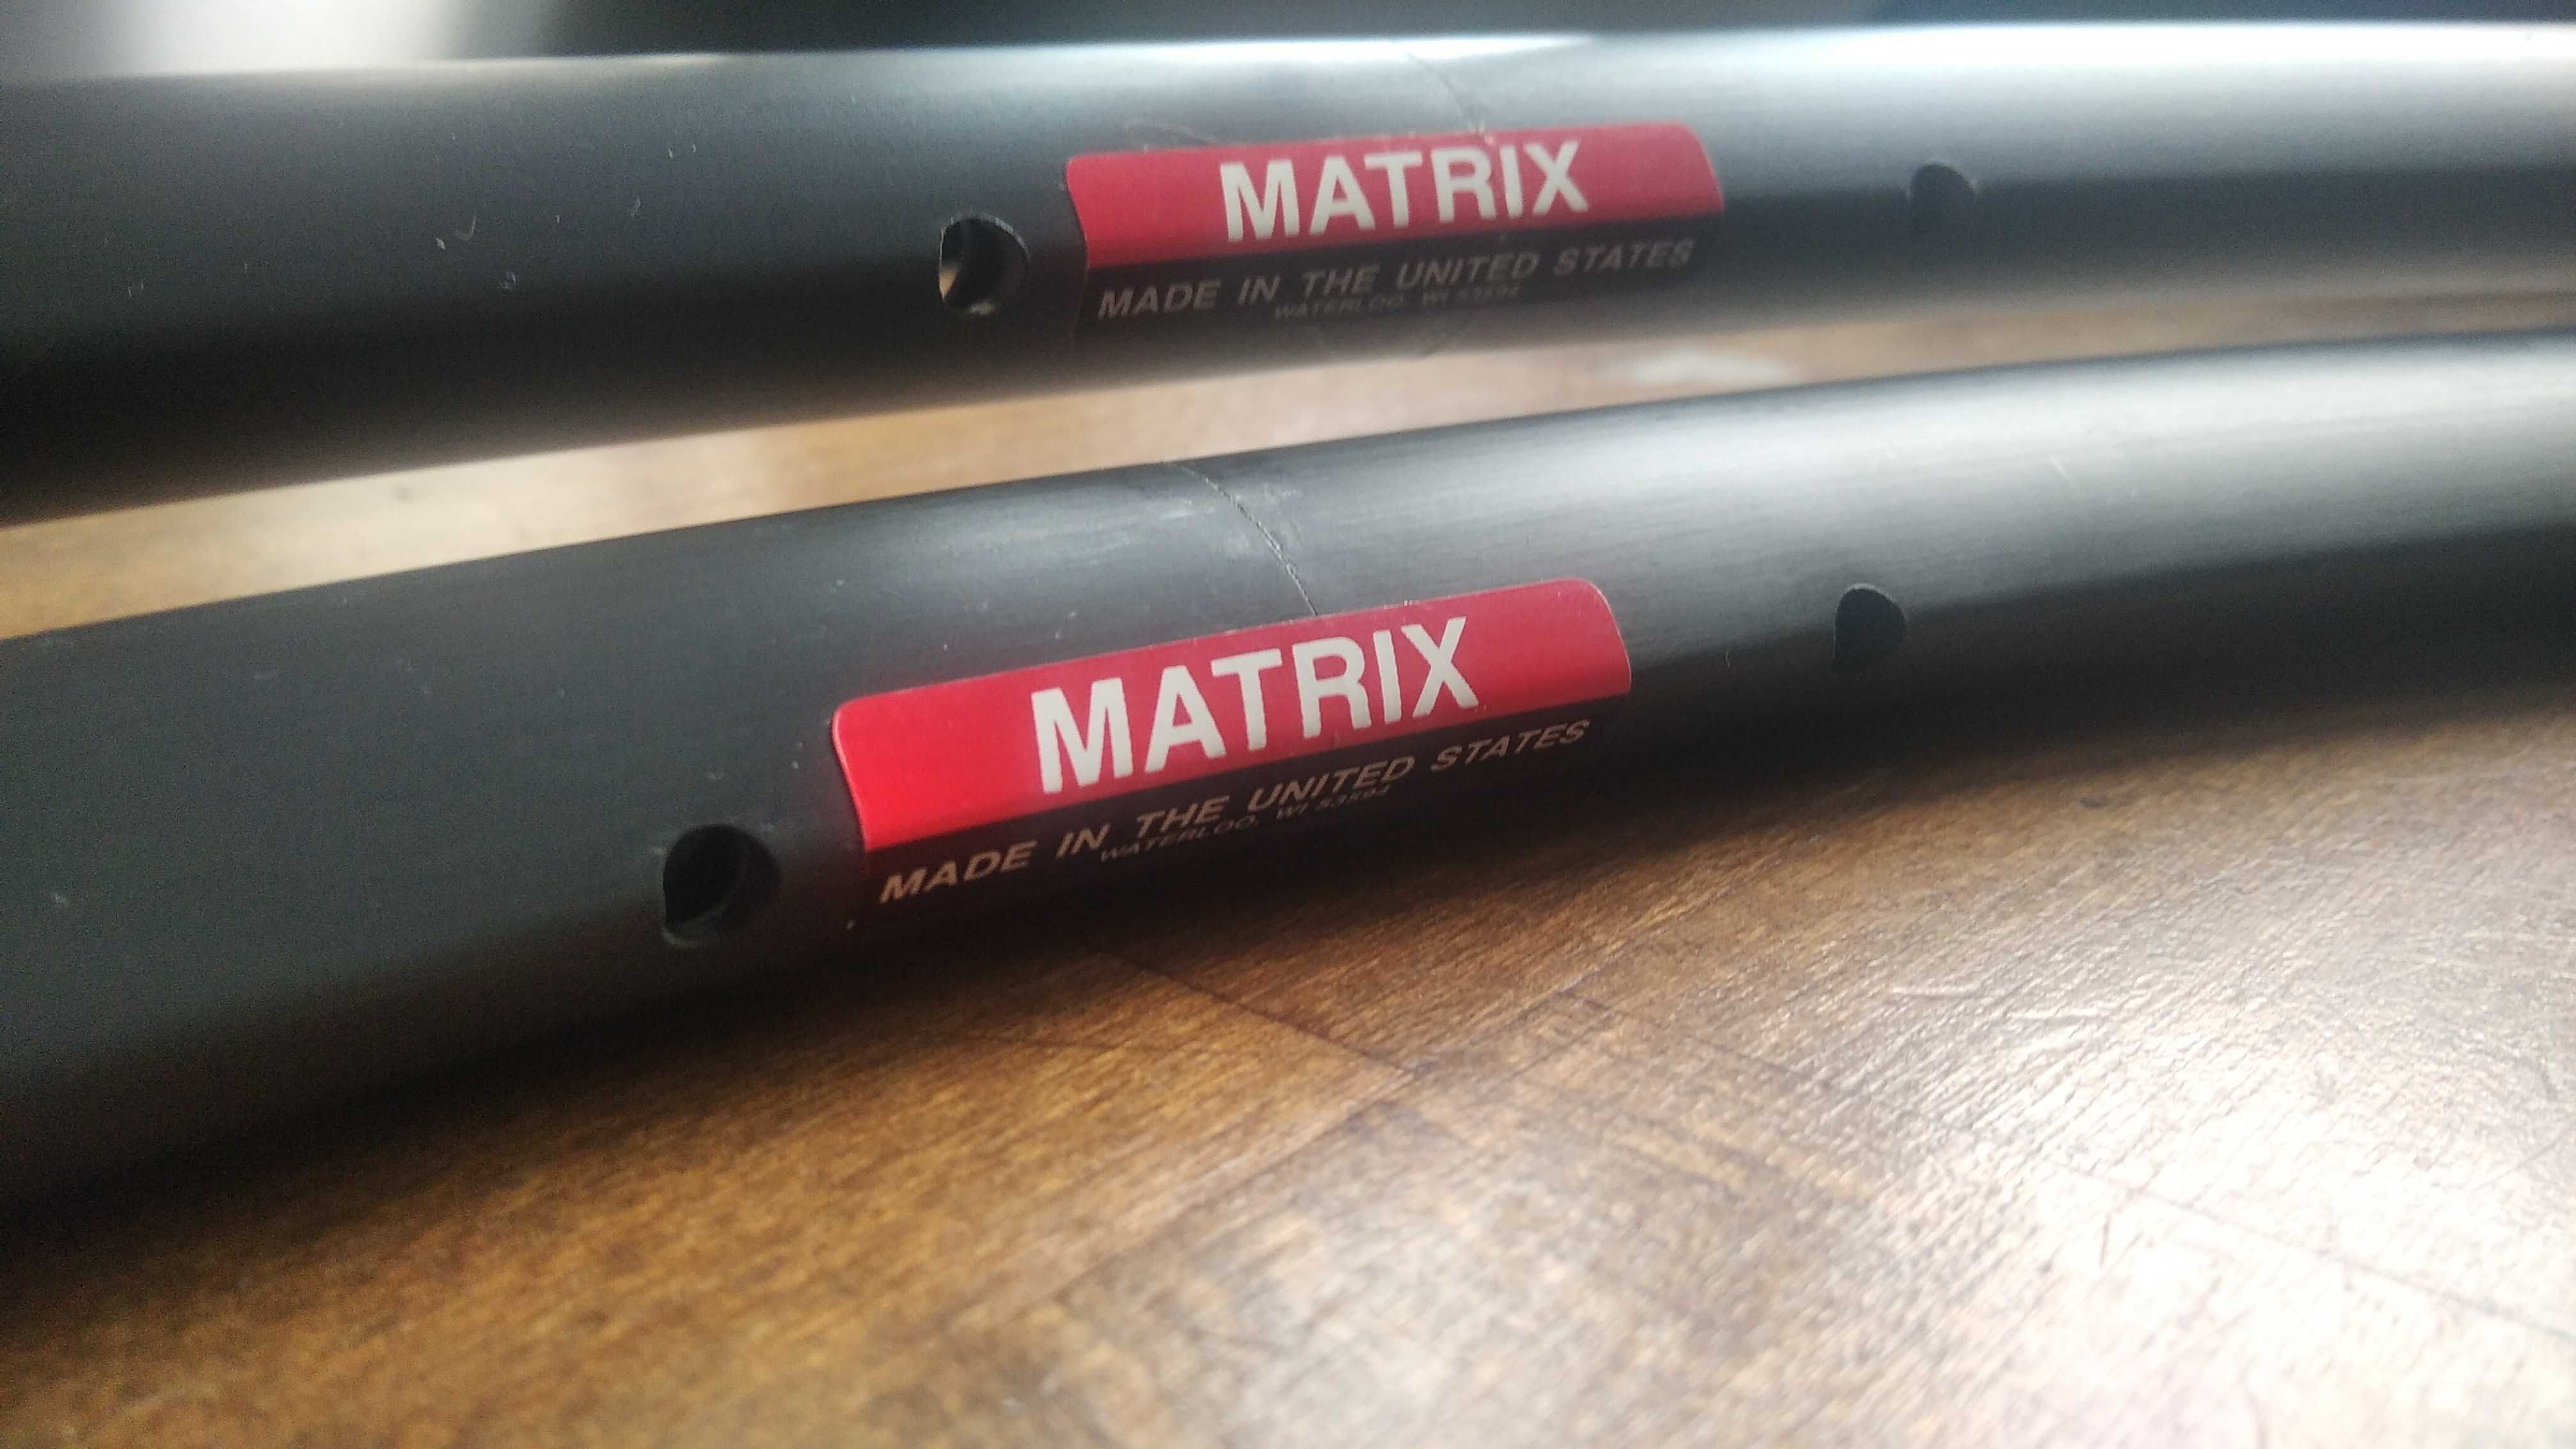 MATRIX
MADE IN THE UNITED STATES
WATERLOO, WI 53594
MATRIX
MADE IN THE UNITED STATES
WATERLOO, WI 53594